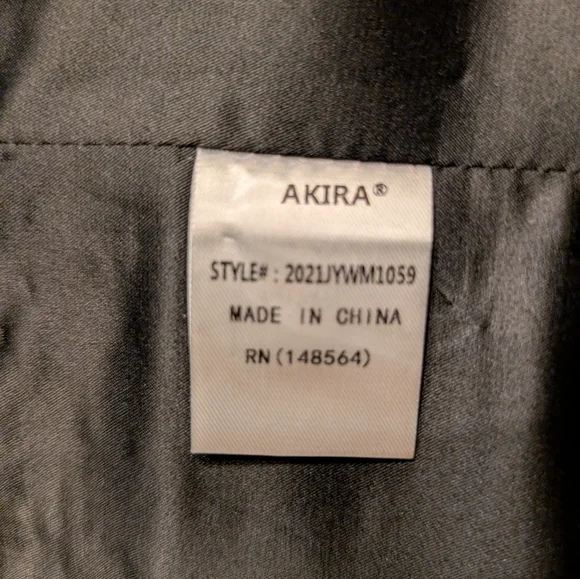 AKIRA®
STYLE# : 2021JYWM1059
MADE IN CHINA
RN(148564)